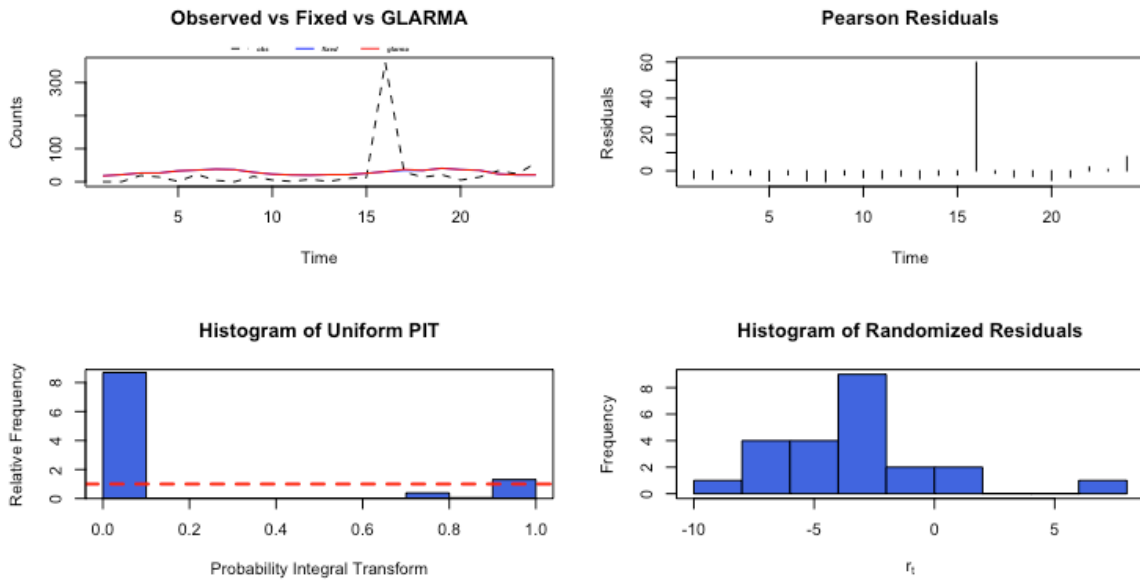 Observed vs Fixed vs GLARMA
obs fixed glarma
Counts
0 100 300
5 10 15 20
Time
Pearson Residuals
Residuals
0 20 40 60
5 10 15 20
Time
Histogram of Uniform PIT
Relative Frequency
0 2 4 6 8
0.0 0.2 0.4 0.6 0.8 1.0
Probability Integral Transform
Histogram of Randomized Residuals
Frequency
0 2 4 6 8
-10 -5 0 5
rt